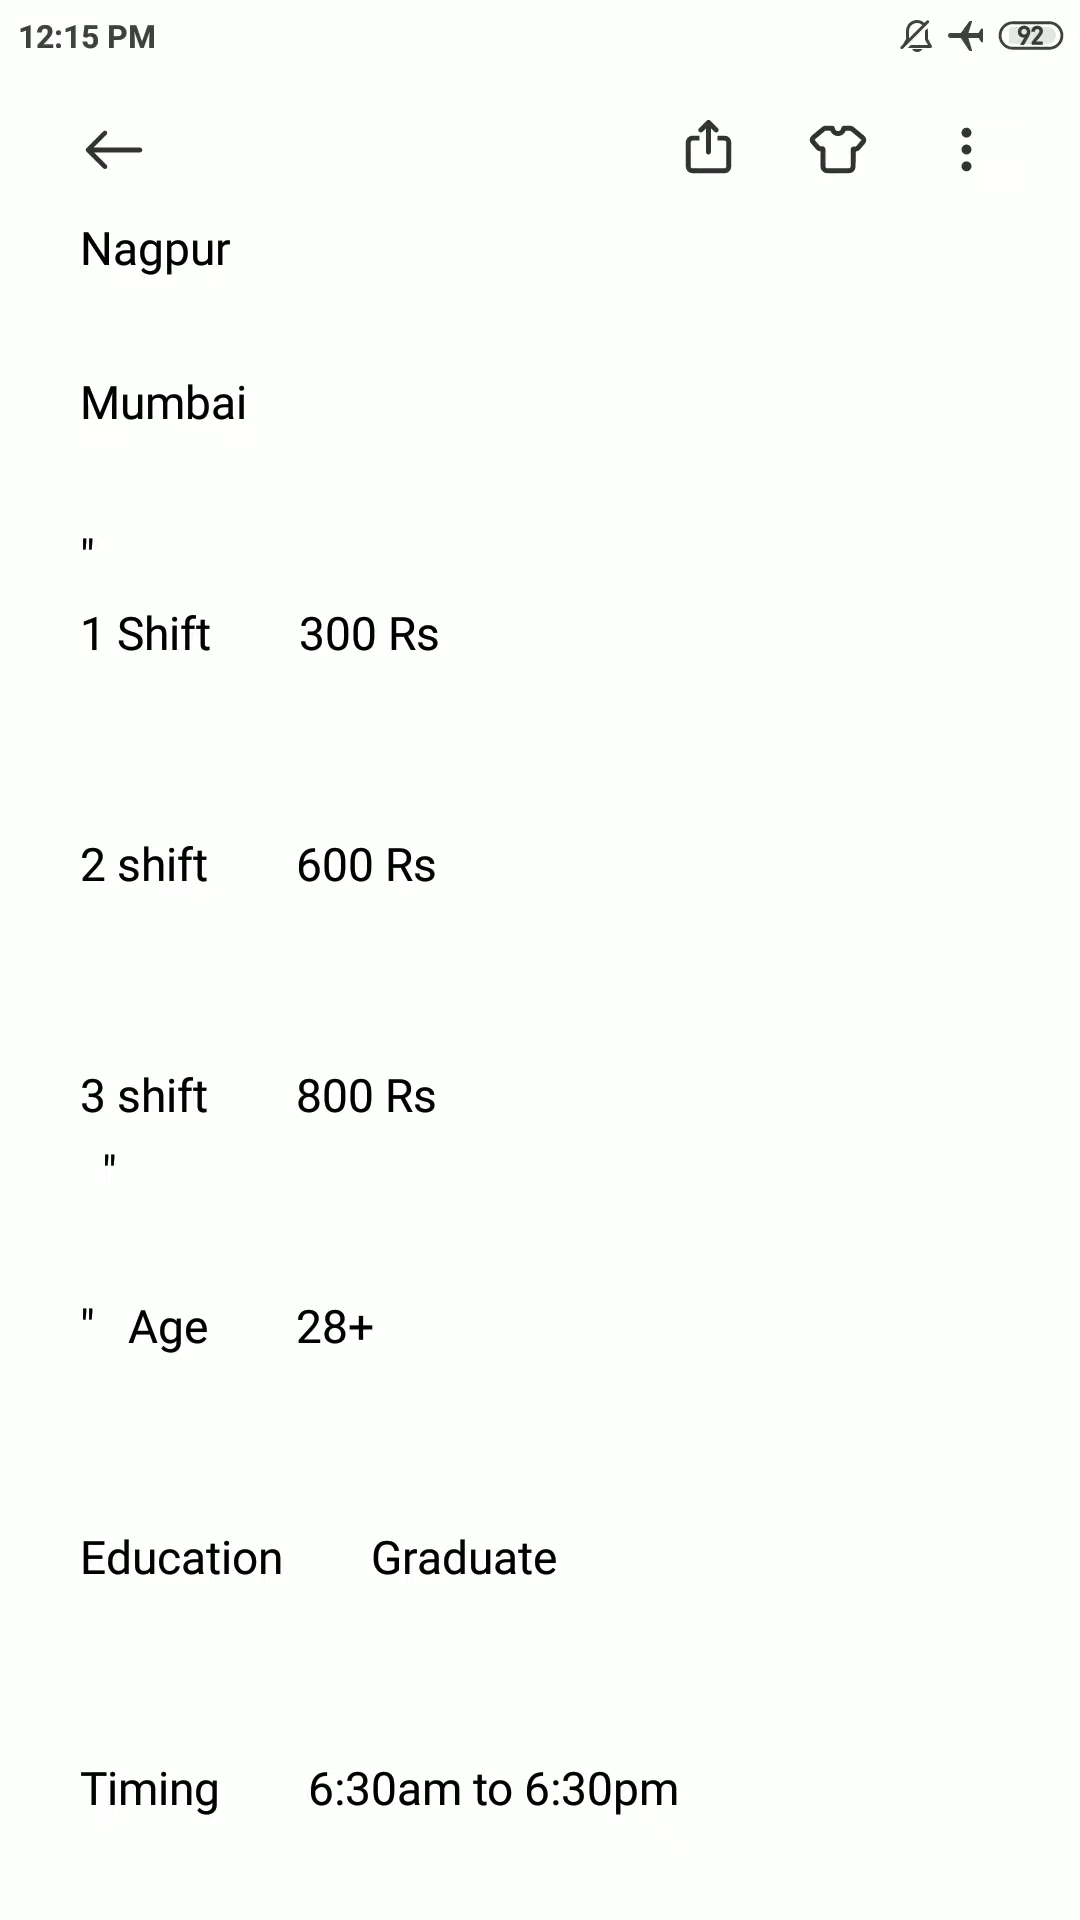 12:15 PM
92
Nagpur
Mumbai
"
1 Shift 300 Rs
2 shift 600 Rs
3 shift 800 Rs
"
" Age 28+
Education Graduate
Timing 6:30am to 6:30pm